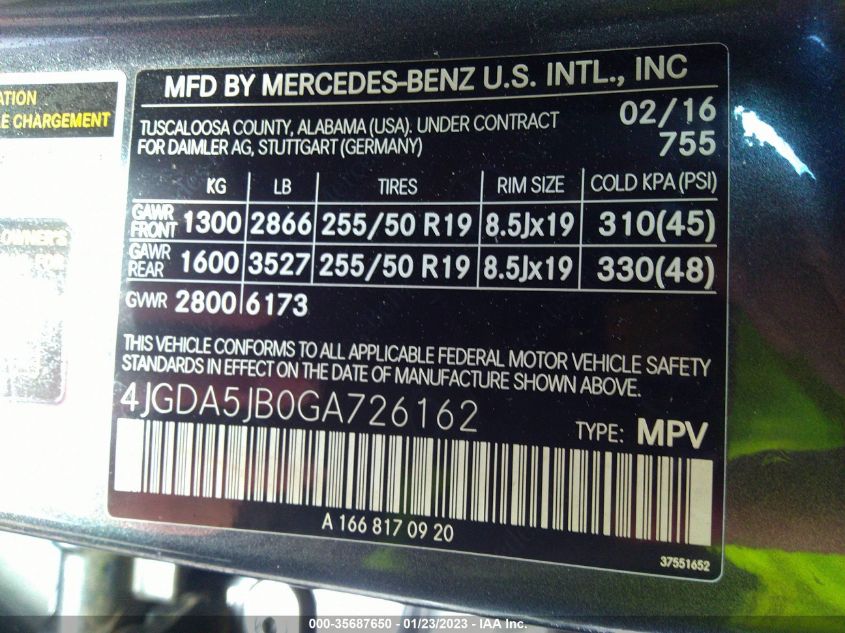 ATION
E CHARGEMENT
OWNER'S
MFD BY MERCEDES-BENZ U.S. INTL., INC
TUSCALOOSA COUNTY, ALABAMA (USA). UNDER CONTRACT
FOR DAIMLER AG, STUTTGART (GERMANY)
02/16
755
KG LB TIRES RIM SIZE COLD KPA (PSI)
GAWR FRONT 1300 2866 255/50 R19 8.5Jx19 310(45)
GAWR REAR 1600 3527 255/50 R19 8.5Jx19 330(48)
GVWR 2800 6173
THIS VEHICLE CONFORMS TO ALL APPLICABLE FEDERAL MOTOR VEHICLE SAFETY
STANDARDS IN EFFECT ON THE DATE OF MANUFACTURE SHOWN ABOVE.
4JGDA5JB0GA726162
TYPE: MPV
A 166 817 09 20
37551652
000-35687650 - 01/23/2023 - IAA Inc.